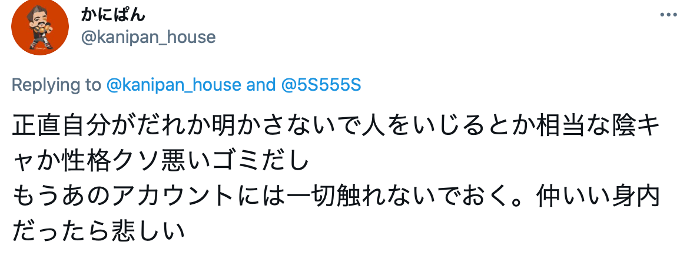 かにぱん
@kanipan_house
Replying to @kanipan_house and @5S555S
正直自分がだれか明かさないで人をいじるとか相当な陰キ
ャか性格クソ悪いゴミだし
もうあのアカウントには一切触れないでおく。仲いい身内
だったら悲しい